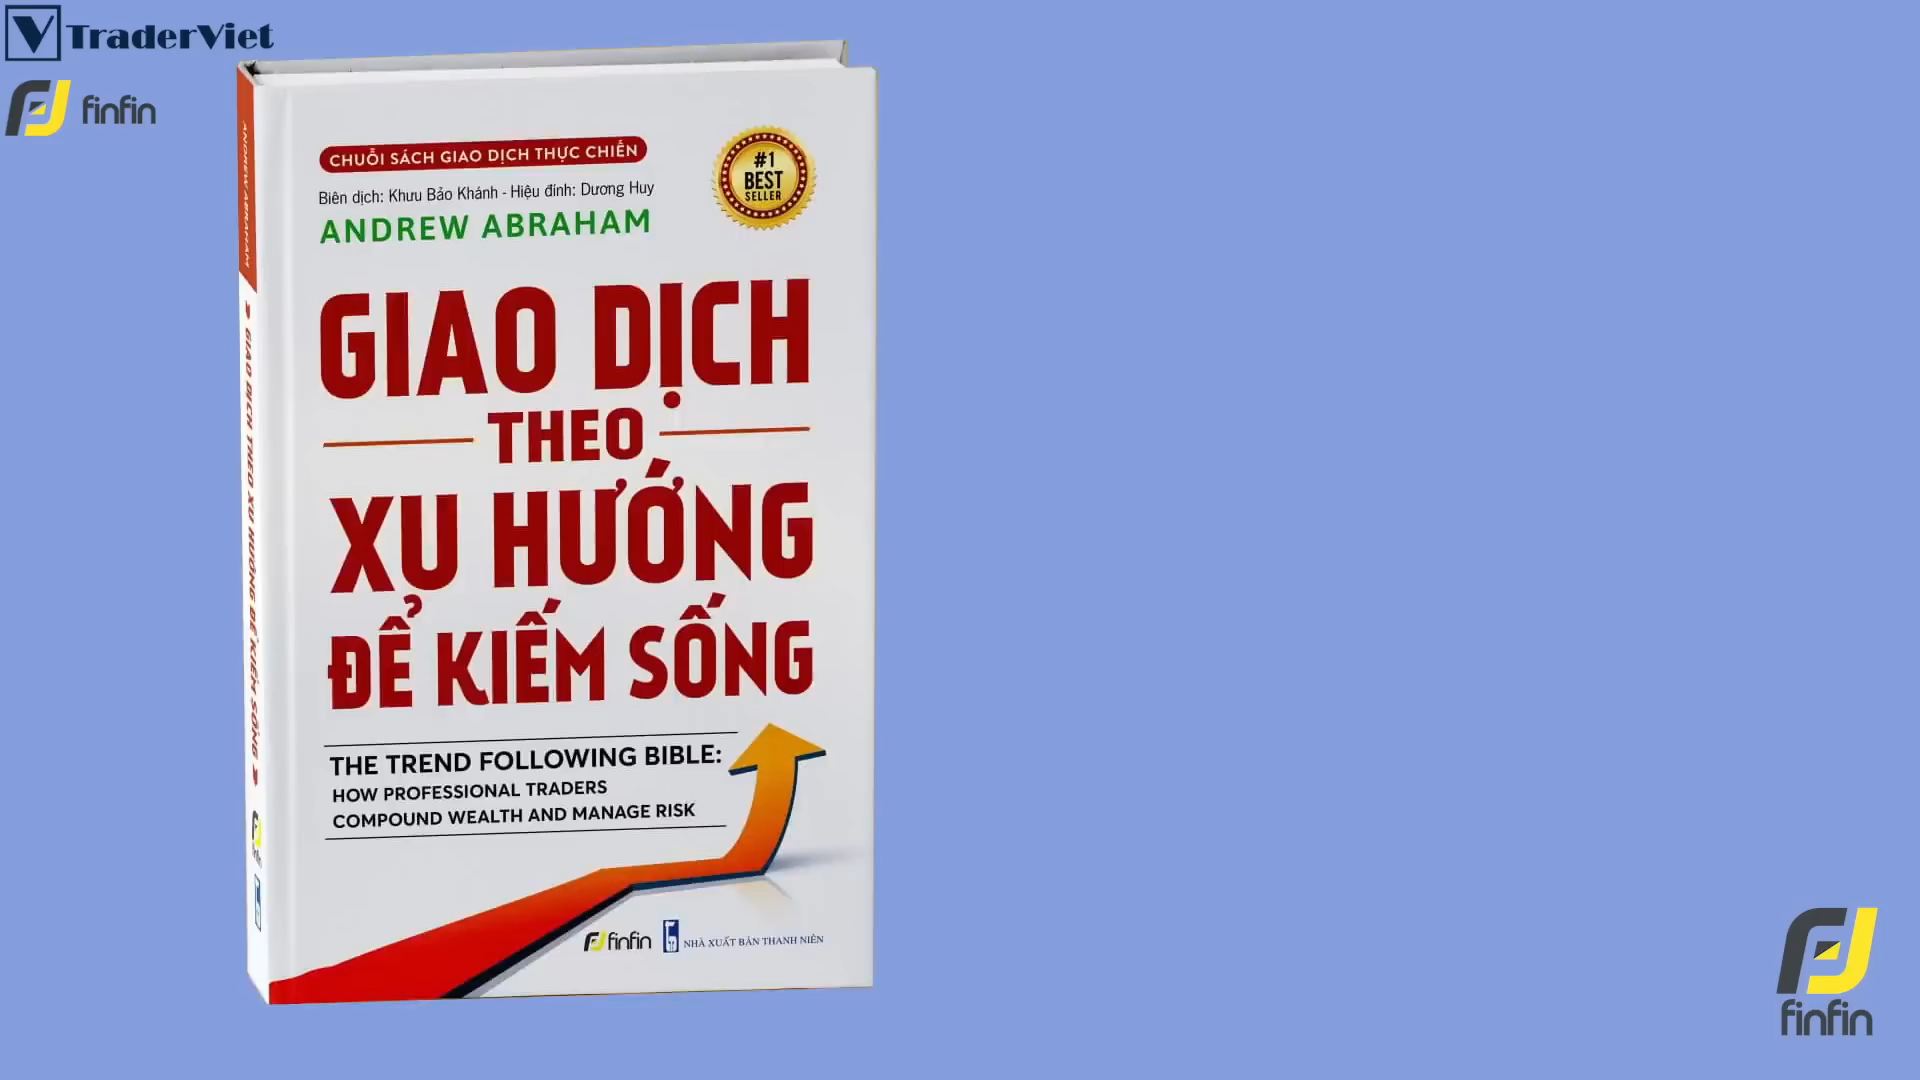 TraderViet
finfin
CHUỖI SÁCH GIAO DỊCH THỰC CHIẾN
Biên dịch: Khưu Bảo Khánh - Hiệu đính: Dương Huy
ANDREW ABRAHAM
#1
BEST
SELLER
GIAO DỊCH
THEO
XU HƯỚNG
ĐỂ KIẾM SỐNG
THE TREND FOLLOWING BIBLE:
HOW PROFESSIONAL TRADERS
COMPOUND WEALTH AND MANAGE RISK
finfin
NHÀ XUẤT BẢN THANH NIÊN
ANDREW ABRAHAM
GIAO DỊCH THEO XU HƯỚNG ĐỂ KIẾM SỐNG
finfin
finfin